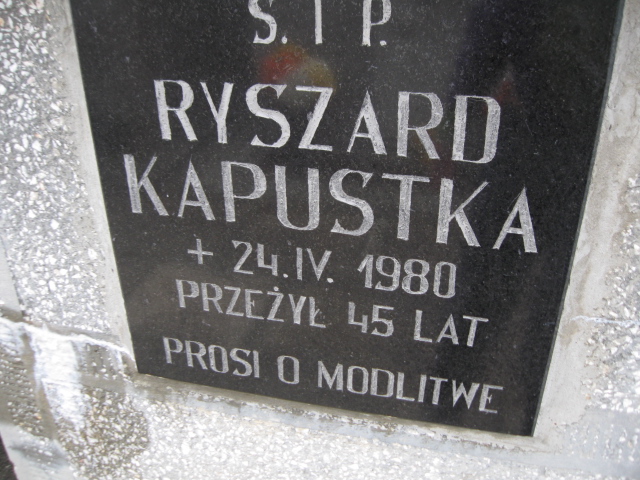 Ś. I P.
RYSZARD
KAPUSTKA
+ 24.IV. 1980
PRZEŻYŁ 45 LAT
PROSI O MODLITWE